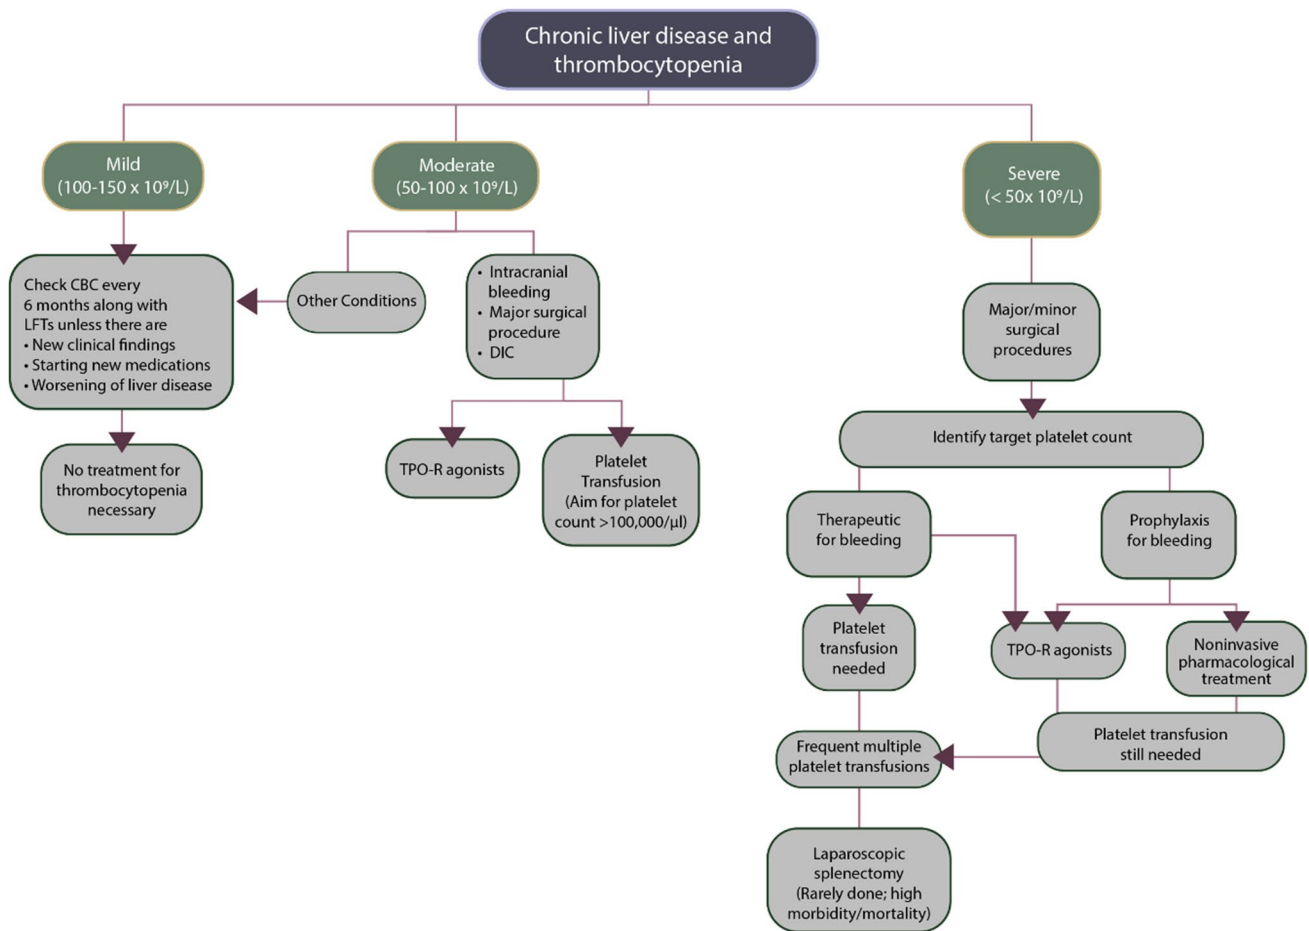 Chronic liver disease and
thrombocytopenia
Mild
(100-150 x 10⁹/L)
Moderate
(50-100 x 10⁹/L)
Severe
(< 50x 10⁹/L)
Check CBC every
6 months along with
LFTs unless there are
• New clinical findings
• Starting new medications
• Worsening of liver disease
Other Conditions
• Intracranial
bleeding
• Major surgical
procedure
• DIC
Major/minor
surgical
procedures
No treatment for
thrombocytopenia
necessary
TPO-R agonists
Platelet
Transfusion
(Aim for platelet
count >100,000/µl)
Identify target platelet count
Therapeutic
for bleeding
Prophylaxis
for bleeding
Platelet
transfusion
needed
TPO-R agonists
Noninvasive
pharmacological
treatment
Frequent multiple
platelet transfusions
Platelet transfusion
still needed
Laparoscopic
splenectomy
(Rarely done; high
morbidity/mortality)